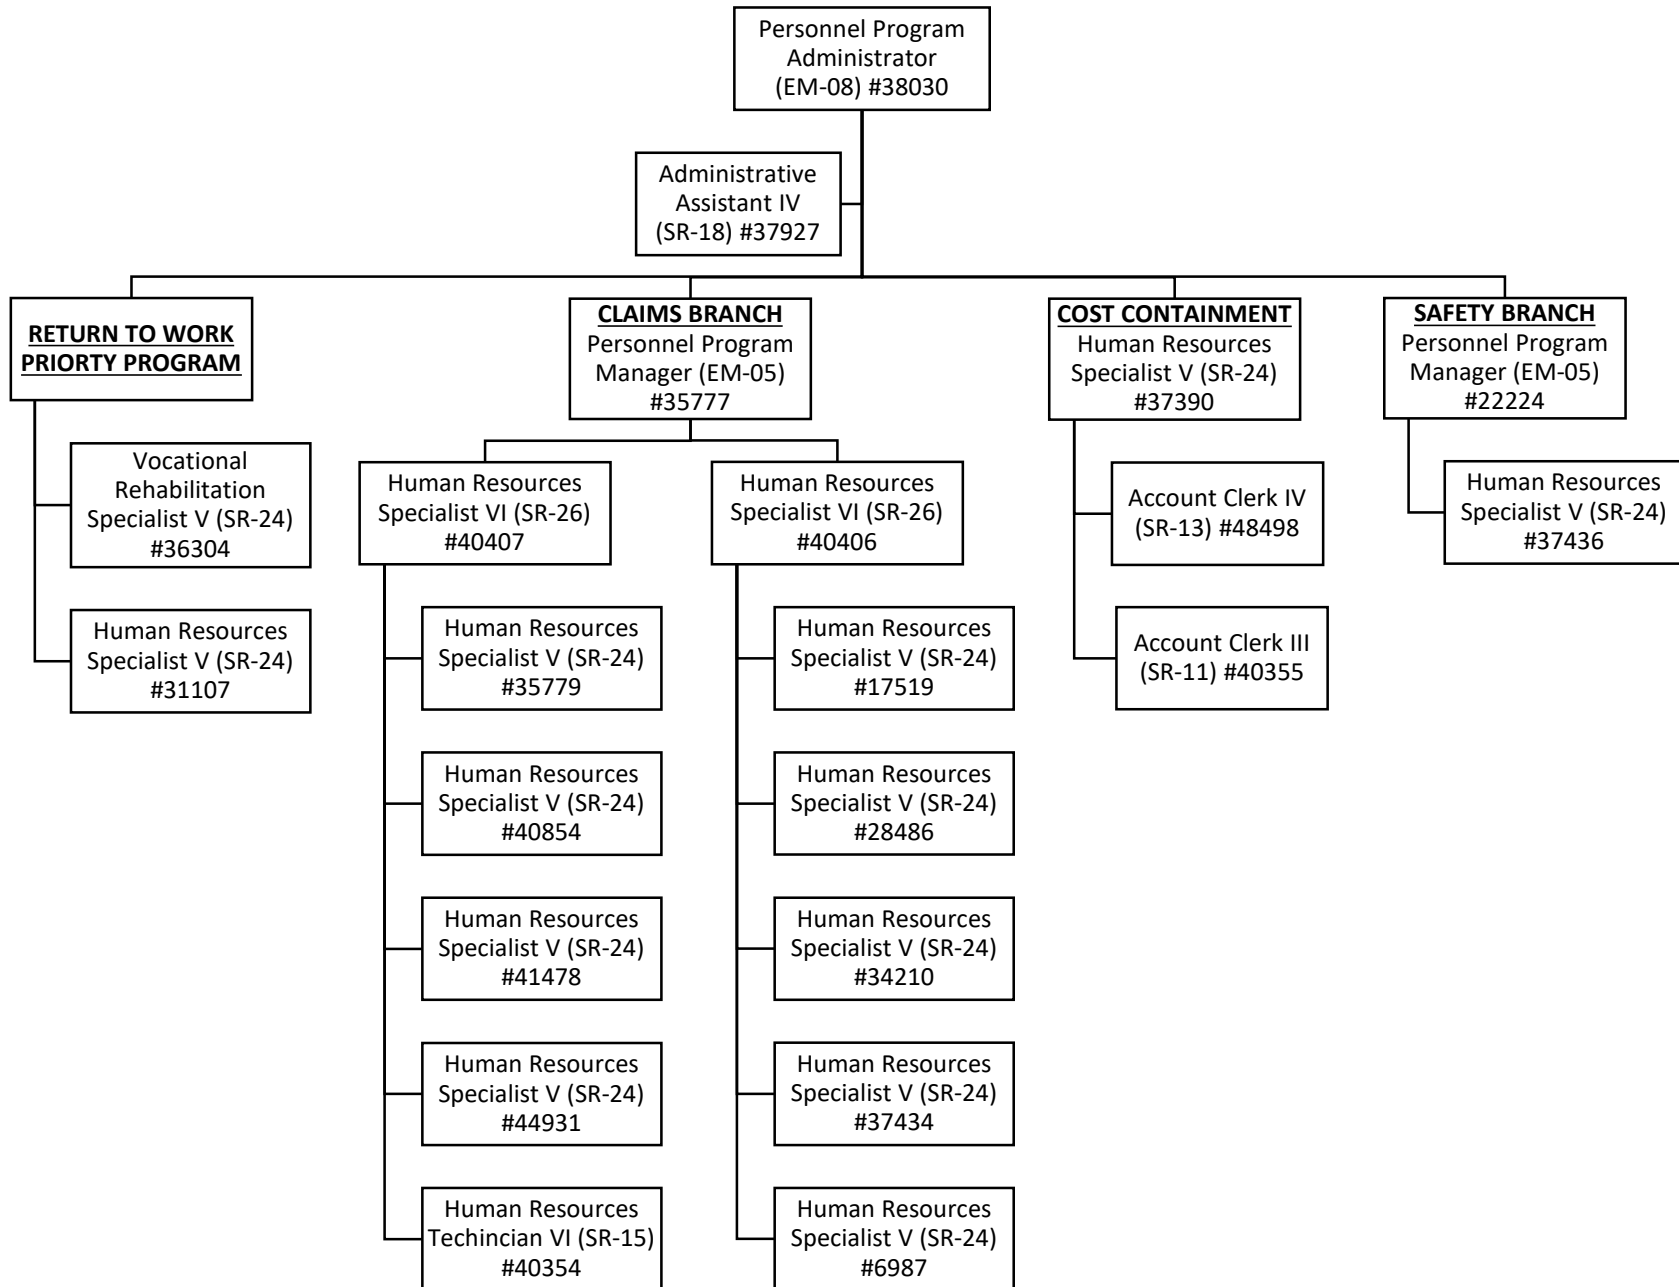 Personnel Program
Administrator
(EM-08) #38030
Administrative
Assistant IV
(SR-18) #37927
RETURN TO WORK
PRIORTY PROGRAM
Vocational
Rehabilitation
Specialist V (SR-24)
#36304
Human Resources
Specialist V (SR-24)
#31107
CLAIMS BRANCH
Personnel Program
Manager (EM-05)
#35777
Human Resources
Specialist VI (SR-26)
#40407
Human Resources
Specialist V (SR-24)
#35779
Human Resources
Specialist V (SR-24)
#40854
Human Resources
Specialist V (SR-24)
#41478
Human Resources
Specialist V (SR-24)
#44931
Human Resources
Techincian VI (SR-15)
#40354
Human Resources
Specialist VI (SR-26)
#40406
Human Resources
Specialist V (SR-24)
#17519
Human Resources
Specialist V (SR-24)
#28486
Human Resources
Specialist V (SR-24)
#34210
Human Resources
Specialist V (SR-24)
#37434
Human Resources
Specialist V (SR-24)
#6987
COST CONTAINMENT
Human Resources
Specialist V (SR-24)
#37390
Account Clerk IV
(SR-13) #48498
Account Clerk III
(SR-11) #40355
SAFETY BRANCH
Personnel Program
Manager (EM-05)
#22224
Human Resources
Specialist V (SR-24)
#37436